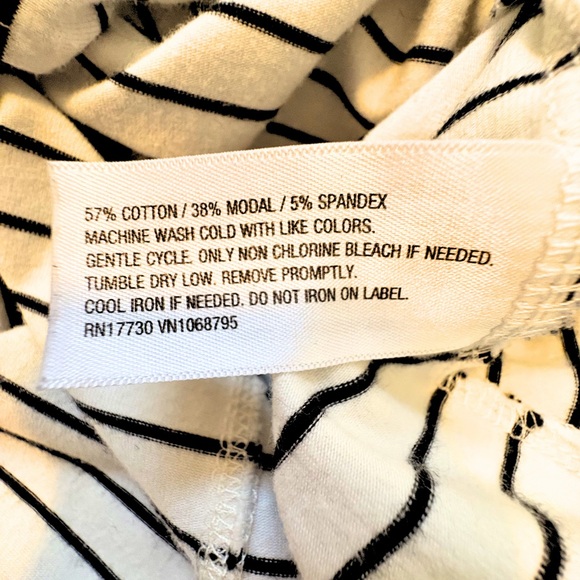 57% COTTON / 38% MODAL / 5% SPANDEX
MACHINE WASH COLD WITH LIKE COLORS.
GENTLE CYCLE. ONLY NON CHLORINE BLEACH IF NEEDED.
TUMBLE DRY LOW. REMOVE PROMPTLY.
COOL IRON IF NEEDED. DO NOT IRON ON LABEL.
RN17730 VN1068795